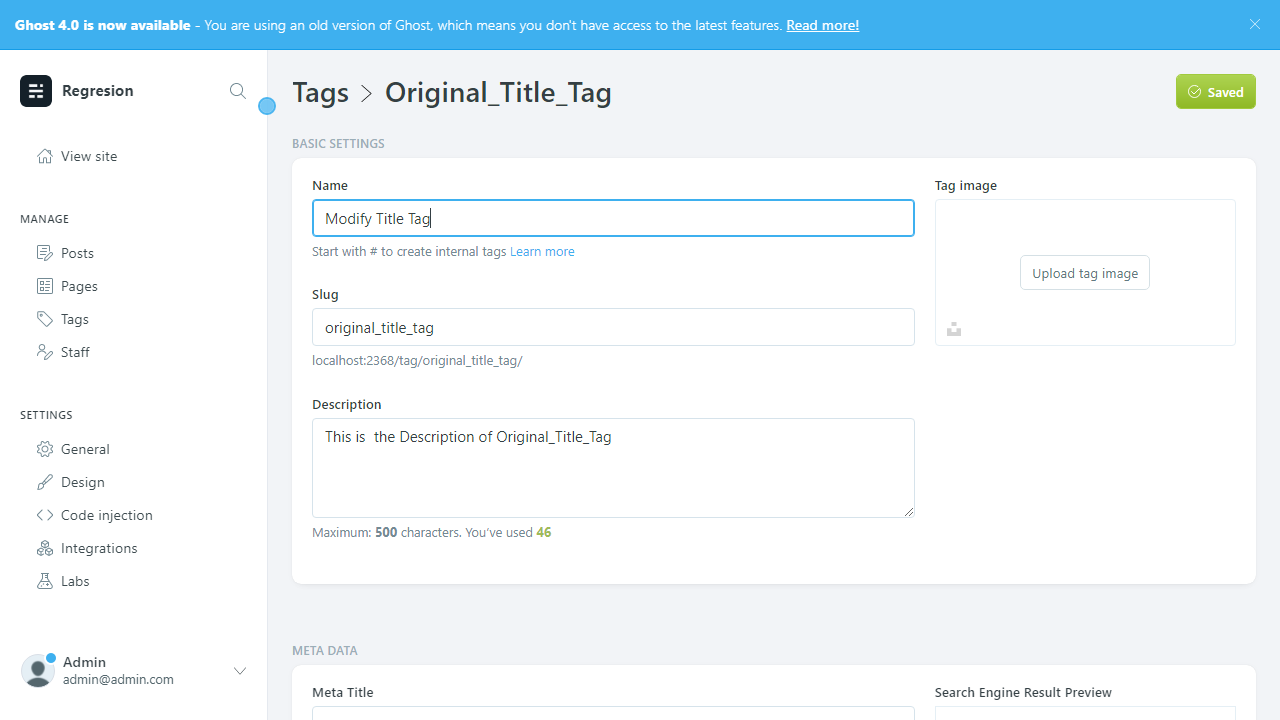 Ghost 4.0 is now available - You are using an old version of Ghost, which means you don't have access to the latest features. Read more!
Regresion
View site
MANAGE
Posts
Pages
Tags
Staff
SETTINGS
General
Design
Code injection
Integrations
Labs
Admin
admin@admin.com
Tags > Original_Title_Tag
Saved
BASIC SETTINGS
Name
Modify Title Tag
Start with # to create internal tags Learn more
Slug
original_title_tag
localhost:2368/tag/original_title_tag/
Description
This is  the Description of Original_Title_Tag
Maximum: 500 characters. You’ve used 46
Tag image
Upload tag image
META DATA
Meta Title
Search Engine Result Preview